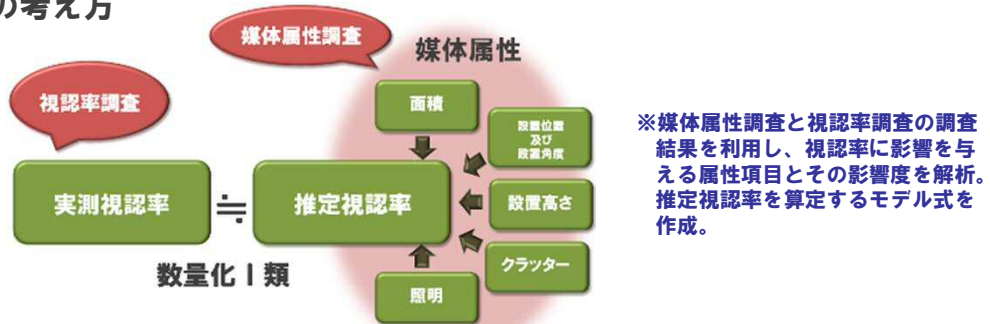 の考え方
媒体属性調査
媒体属性
視認率調査
面積
設置位置
及び
設置角度
実測視認率
≒
推定視認率
設置高さ
数量化Ⅰ類
クラッター
照明
※媒体属性調査と視認率調査の調査
結果を利用し、視認率に影響を与
える属性項目とその影響度を解析。
推定視認率を算定するモデル式を
作成。